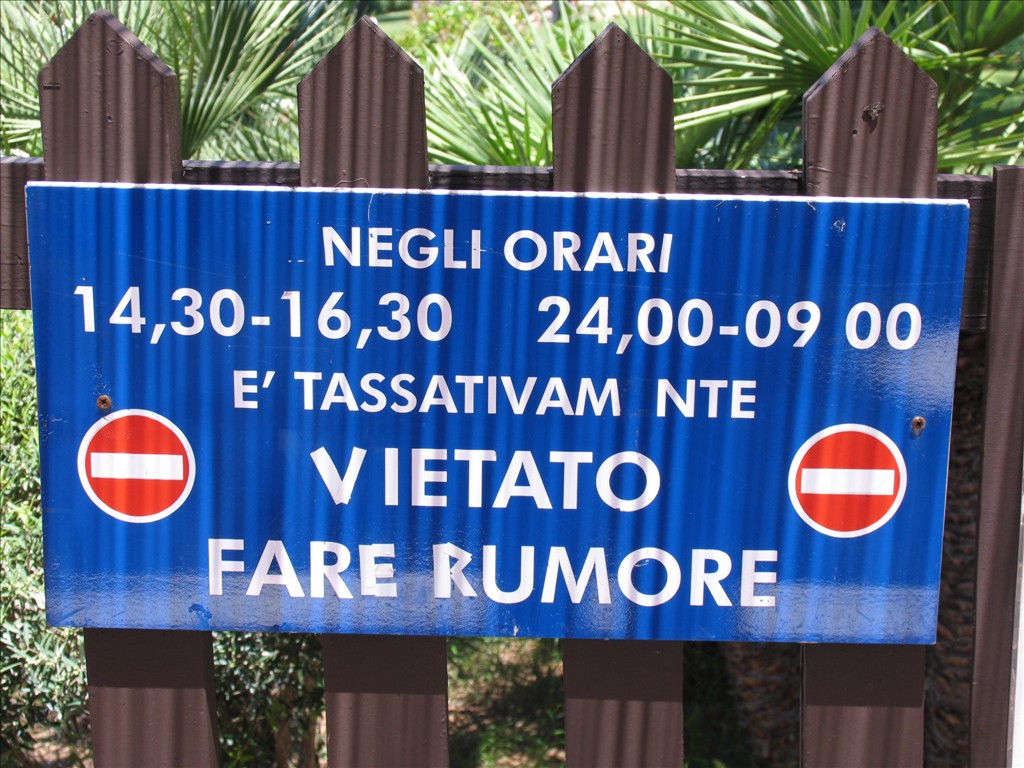 NEGLI ORARI
14,30-16,30 24,00-09 00
E' TASSATIVAM NTE
VIETATO
FARE RUMORE